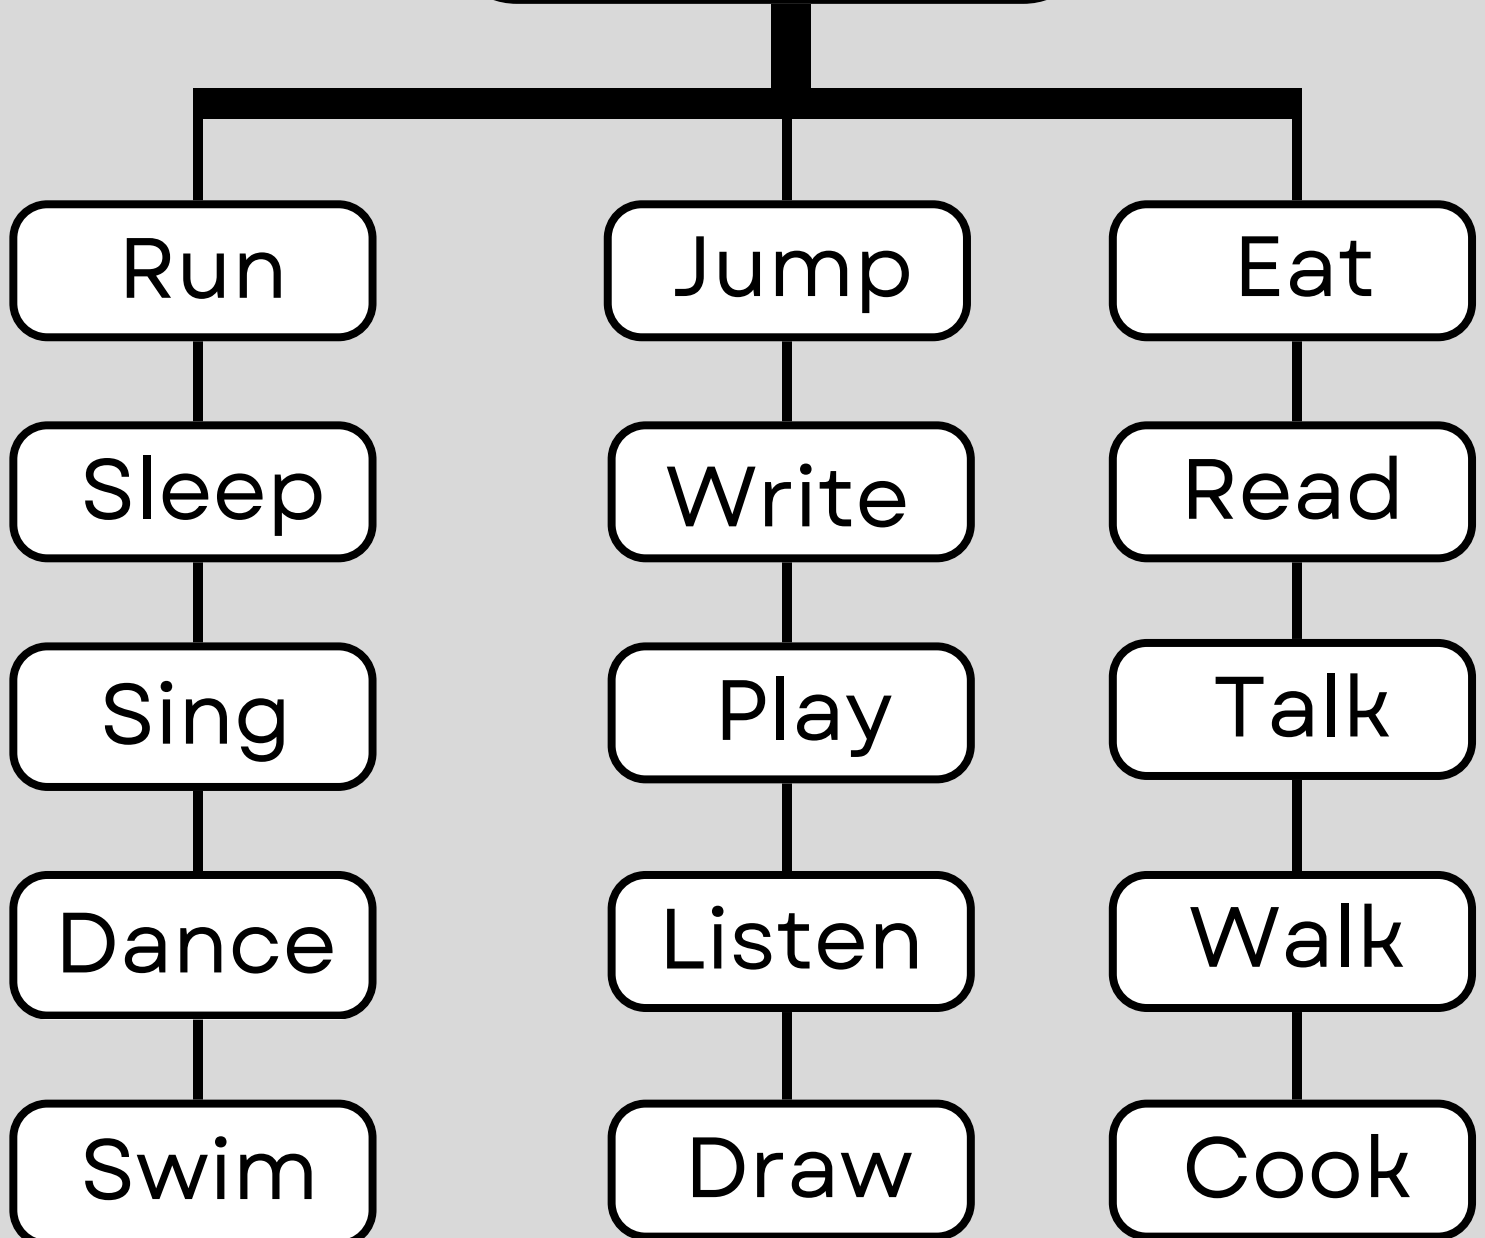 Run
Jump
Eat
Sleep
Write
Read
Sing
Play
Talk
Dance
Listen
Walk
Swim
Draw
Cook